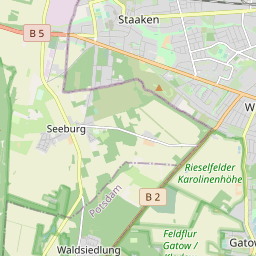 Staaken
B 5
W
Seeburg
Rieselfelder
Karolinenhöhe
Potsdam
B 2
Feldflur
Gatow /
Waldsiedlung
Gatow